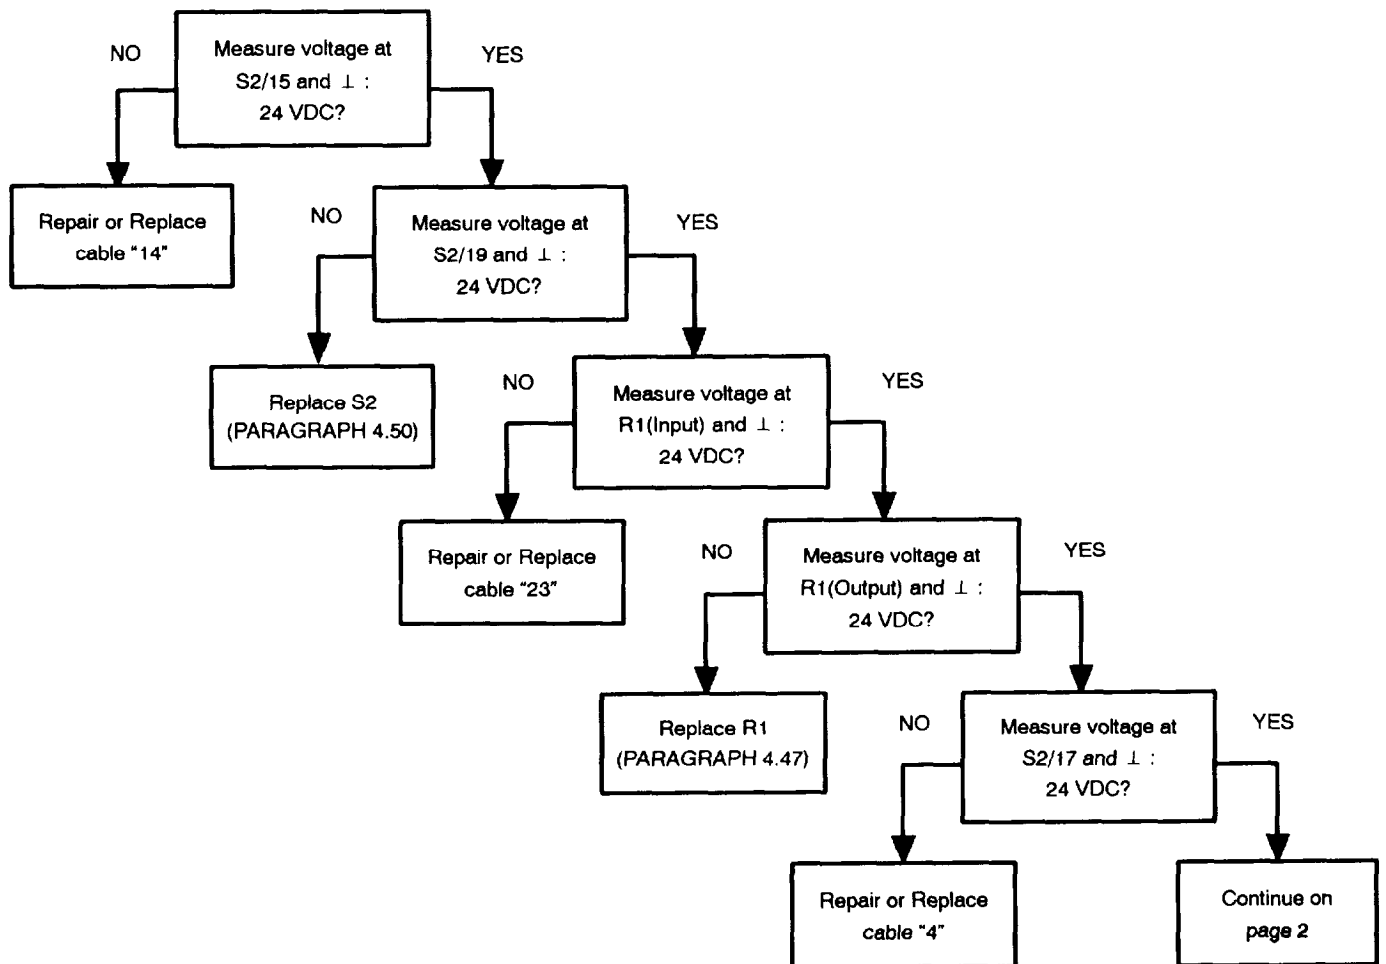 NO
Measure voltage at
S2/15 and ⊥ :
24 VDC?
YES
Repair or Replace
cable "14"
NO
Measure voltage at
S2/19 and ⊥ :
24 VDC?
YES
Replace S2
(PARAGRAPH 4.50)
NO
Measure voltage at
R1(Input) and ⊥ :
24 VDC?
YES
Repair or Replace
cable "23"
NO
Measure voltage at
R1(Output) and ⊥ :
24 VDC?
YES
Replace R1
(PARAGRAPH 4.47)
NO
Measure voltage at
S2/17 and ⊥ :
24 VDC?
YES
Repair or Replace
cable "4"
Continue on
page 2